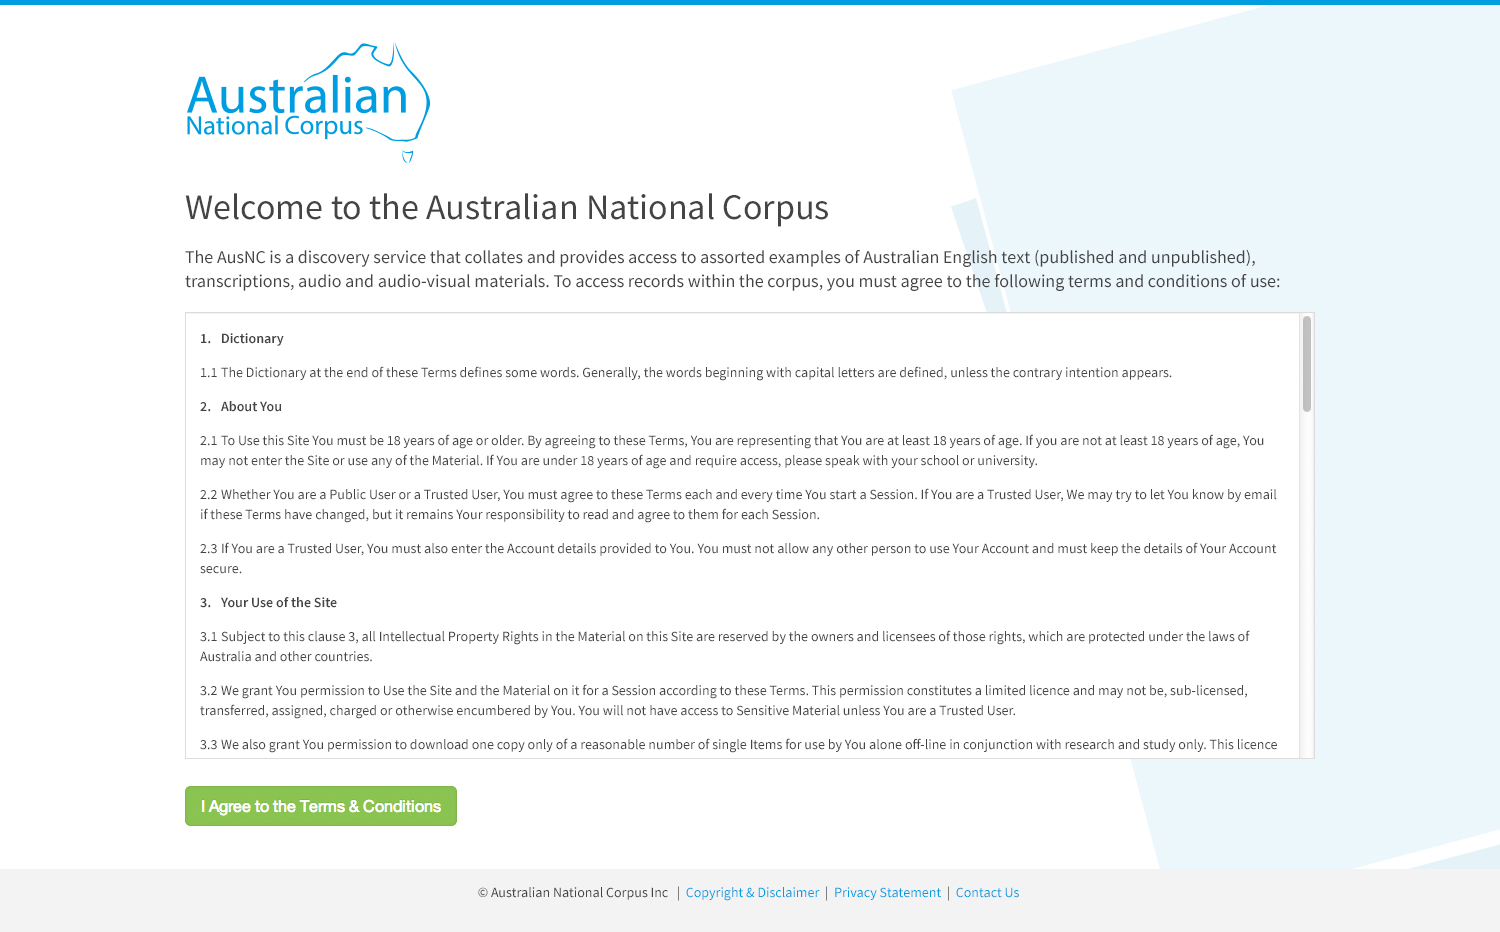 Australian
National Corpus
Welcome to the Australian National Corpus
The AusNC is a discovery service that collates and provides access to assorted examples of Australian English text (published and unpublished),
transcriptions, audio and audio-visual materials. To access records within the corpus, you must agree to the following terms and conditions of use:
1. Dictionary
1.1 The Dictionary at the end of these Terms defines some words. Generally, the words beginning with capital letters are defined, unless the contrary intention appears.
2. About You
2.1 To Use this Site You must be 18 years of age or older. By agreeing to these Terms, You are representing that You are at least 18 years of age. If you are not at least 18 years of age, You
may not enter the Site or use any of the Material. If You are under 18 years of age and require access, please speak with your school or university.
2.2 Whether You are a Public User or a Trusted User, You must agree to these Terms each and every time You start a Session. If You are a Trusted User, We may try to let You know by email
if these Terms have changed, but it remains Your responsibility to read and agree to them for each Session.
2.3 If You are a Trusted User, You must also enter the Account details provided to You. You must not allow any other person to use Your Account and must keep the details of Your Account
secure.
3. Your Use of the Site
3.1 Subject to this clause 3, all Intellectual Property Rights in the Material on this Site are reserved by the owners and licensees of those rights, which are protected under the laws of
Australia and other countries.
3.2 We grant You permission to Use the Site and the Material on it for a Session according to these Terms. This permission constitutes a limited licence and may not be, sub-licensed,
transferred, assigned, charged or otherwise encumbered by You. You will not have access to Sensitive Material unless You are a Trusted User.
3.3 We also grant You permission to download one copy only of a reasonable number of single Items for use by You alone off-line in conjunction with research and study only. This licence
I Agree to the Terms & Conditions
© Australian National Corpus Inc | Copyright & Disclaimer | Privacy Statement | Contact Us